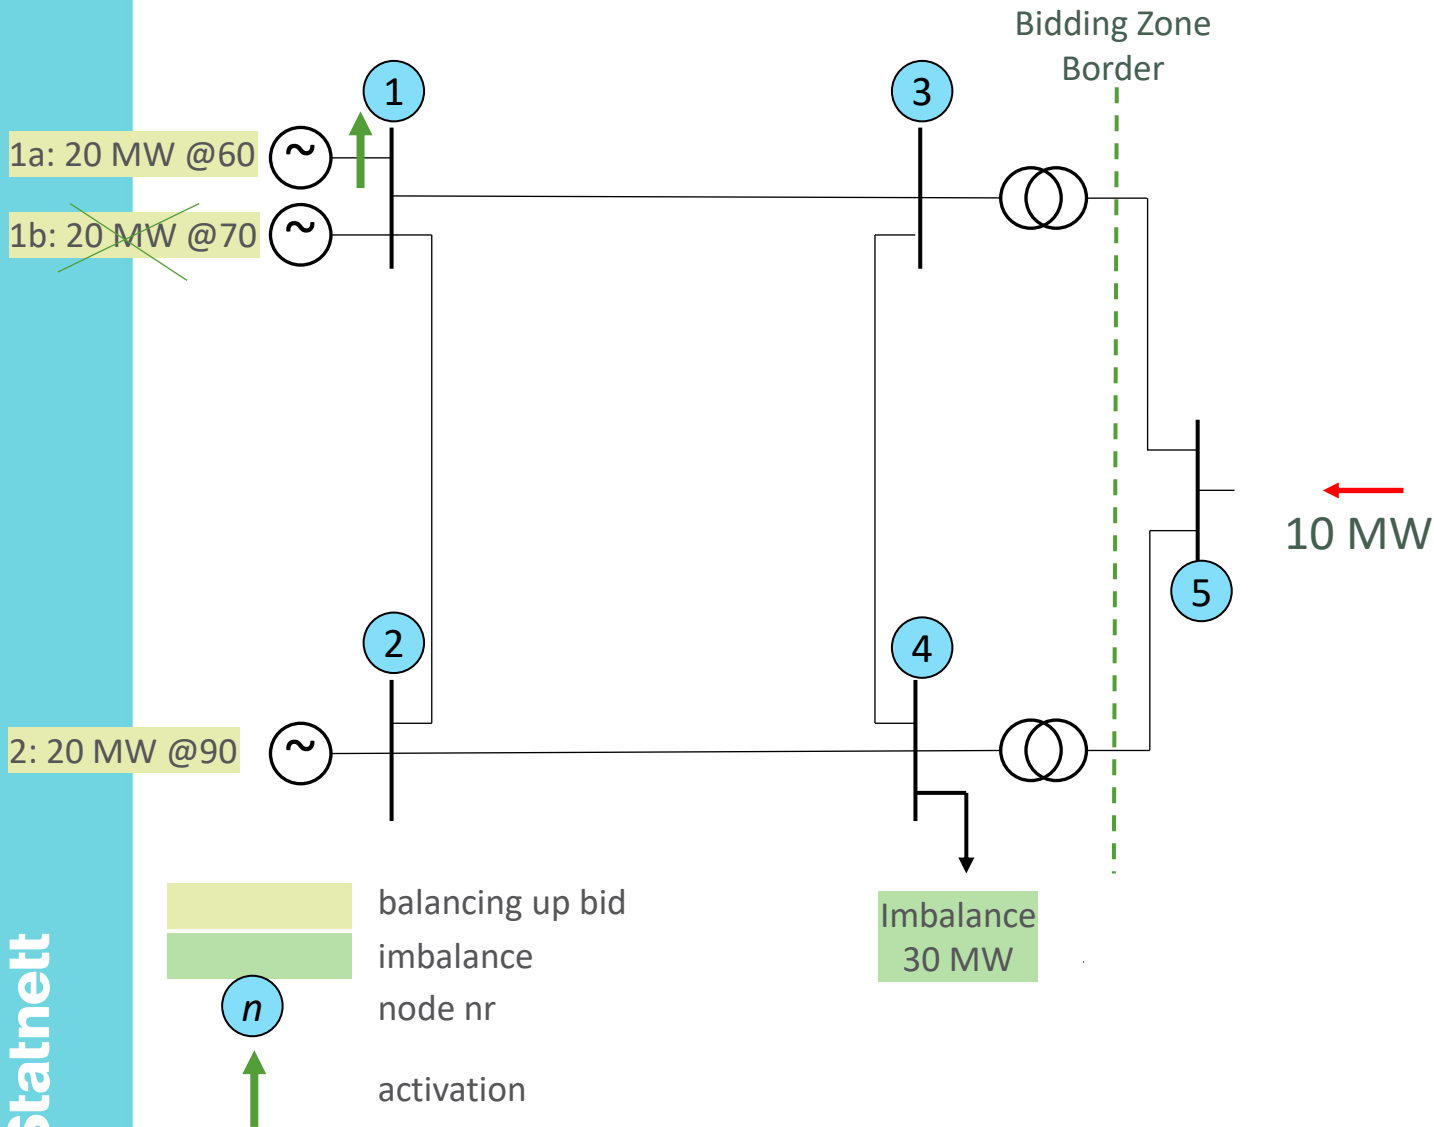 Bidding Zone
Border
1
3
1a: 20 MW @60
~
1b: 20 MW @70
~
10 MW
5
2
4
2: 20 MW @90
~
balancing up bid
imbalance
n
node nr
activation
Imbalance
30 MW
Statnett